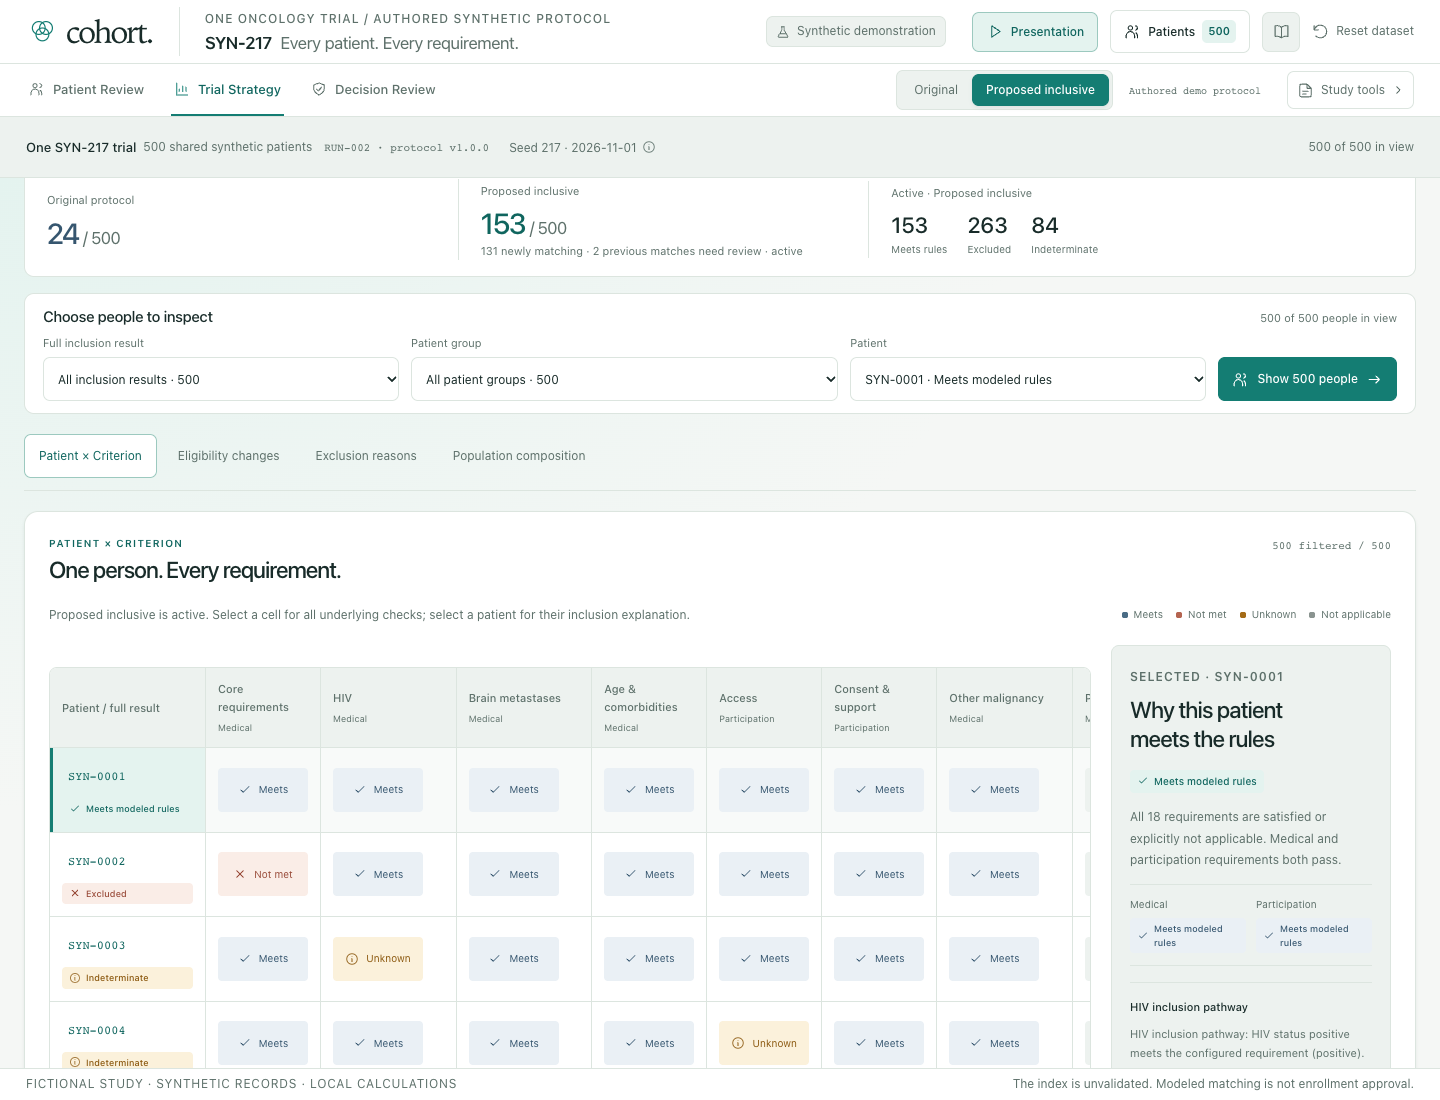 cohort.
ONE ONCOLOGY TRIAL / AUTHORED SYNTHETIC PROTOCOL
SYN-217 Every patient. Every requirement.
Synthetic demonstration
Presentation
Patients 500
Reset dataset
Patient Review
Trial Strategy
Decision Review
Original
Proposed inclusive
Authored demo protocol
Study tools
One SYN-217 trial 500 shared synthetic patients RUN-002 · protocol v1.0.0 Seed 217 · 2026-11-01
500 of 500 in view
Original protocol
24 / 500
Proposed inclusive
153 / 500
131 newly matching · 2 previous matches need review · active
Active · Proposed inclusive
153 263 84
Meets rules Excluded Indeterminate
Choose people to inspect
500 of 500 people in view
Full inclusion result
All inclusion results · 500
Patient group
All patient groups · 500
Patient
SYN-0001 · Meets modeled rules
Show 500 people
Patient × Criterion
Eligibility changes
Exclusion reasons
Population composition
PATIENT × CRITERION
500 filtered / 500
One person. Every requirement.
Proposed inclusive is active. Select a cell for all underlying checks; select a patient for their inclusion explanation.
Meets Not met Unknown Not applicable
Patient / full result
Core
requirements
Medical
HIV
Medical
Brain metastases
Medical
Age &
comorbidities
Medical
Access
Participation
Consent &
support
Participation
Other malignancy
Medical
SYN-0001
Meets modeled rules
Meets Meets Meets Meets Meets Meets Meets
SYN-0002
Excluded
Not met Meets Meets Meets Meets Meets Meets
SYN-0003
Indeterminate
Meets Unknown Meets Meets Meets Meets Meets
SYN-0004
Indeterminate
Meets Meets Meets Meets Unknown Meets Meets
SELECTED · SYN-0001
Why this patient
meets the rules
Meets modeled rules
All 18 requirements are satisfied or
explicitly not applicable. Medical and
participation requirements both pass.
Medical
Meets modeled
rules
Participation
Meets modeled
rules
HIV inclusion pathway
HIV inclusion pathway: HIV status positive
meets the configured requirement (positive).
FICTIONAL STUDY · SYNTHETIC RECORDS · LOCAL CALCULATIONS
The index is unvalidated. Modeled matching is not enrollment approval.